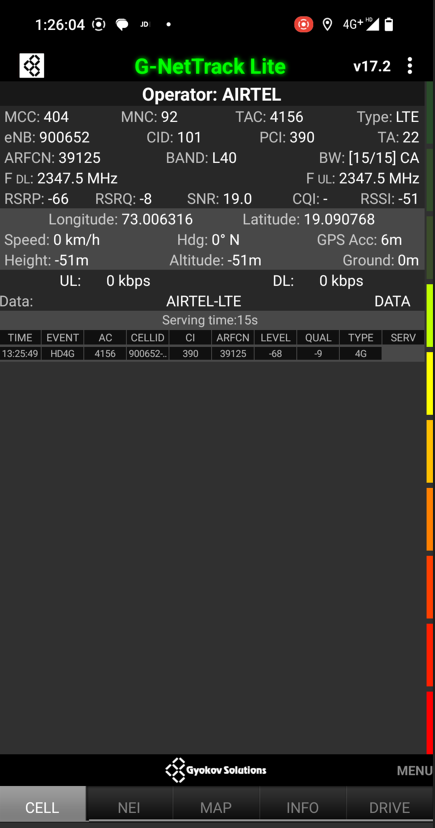 1:26:04 JD 4G+ HD
G-NetTrack Lite v17.2
Operator: AIRTEL
MCC: 404 MNC: 92 TAC: 4156 Type: LTE
eNB: 900652 CID: 101 PCI: 390 TA: 22
ARFCN: 39125 BAND: L40 BW: [15/15] CA
F DL: 2347.5 MHz F UL: 2347.5 MHz
RSRP: -66 RSRQ: -8 SNR: 19.0 CQI: - RSSI: -51
Longitude: 73.006316 Latitude: 19.090768
Speed: 0 km/h Hdg: 0° N GPS Acc: 6m
Height: -51m Altitude: -51m Ground: 0m
UL: 0 kbps DL: 0 kbps
Data: AIRTEL-LTE DATA
Serving time:15s
TIME EVENT AC CELLID CI ARFCN LEVEL QUAL TYPE SERV
13:25:49 HD4G 4156 900652-.. 390 39125 -68 -9 4G
Gyokov Solutions
MENU
CELL NEI MAP INFO DRIVE